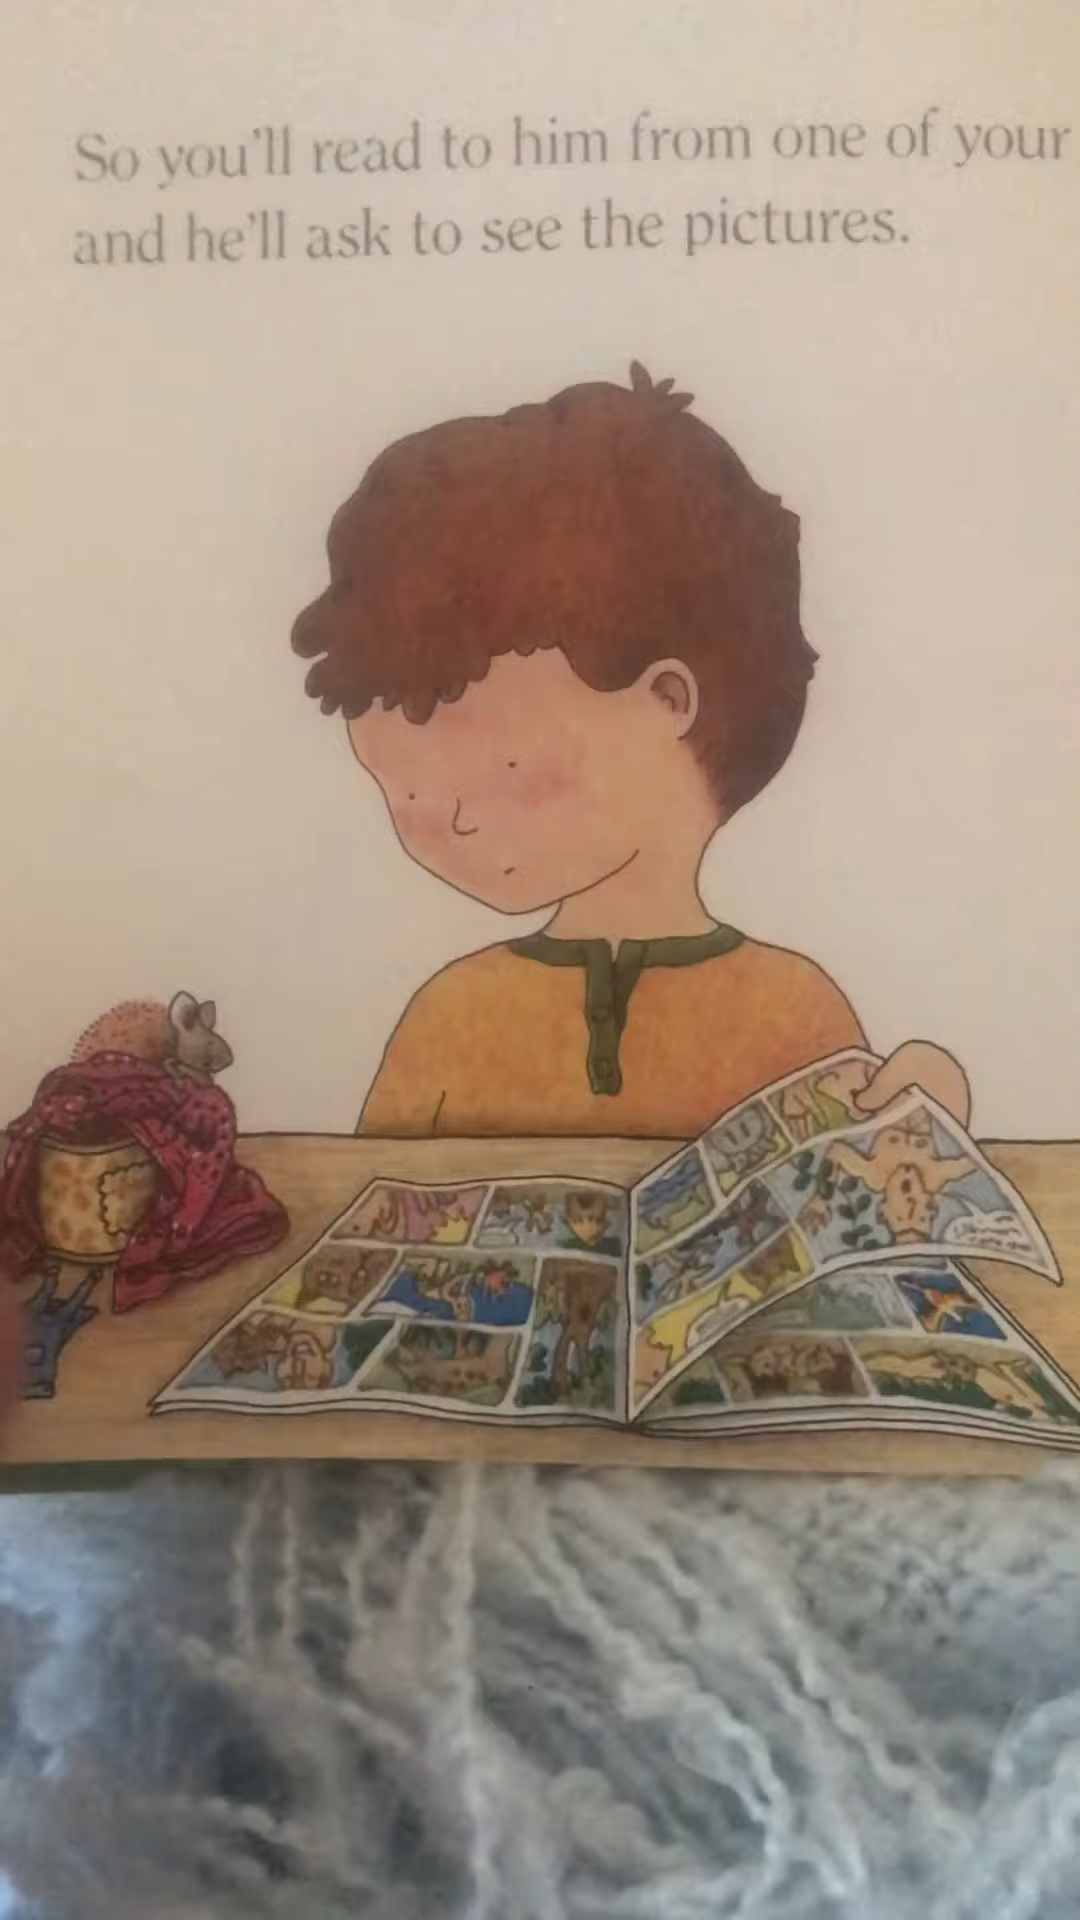 So you'll read to him from one of your
and he'll ask to see the pictures.